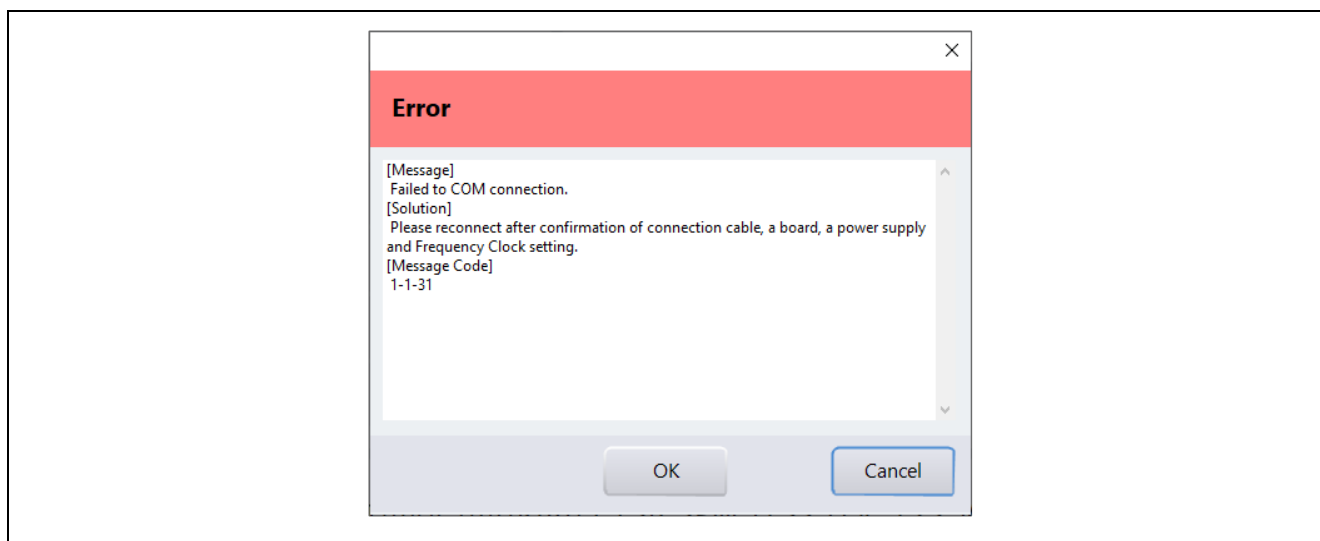 Error
[Message]
Failed to COM connection.
[Solution]
Please reconnect after confirmation of connection cable, a board, a power supply
and Frequency Clock setting.
[Message Code]
1-1-31
OK
Cancel